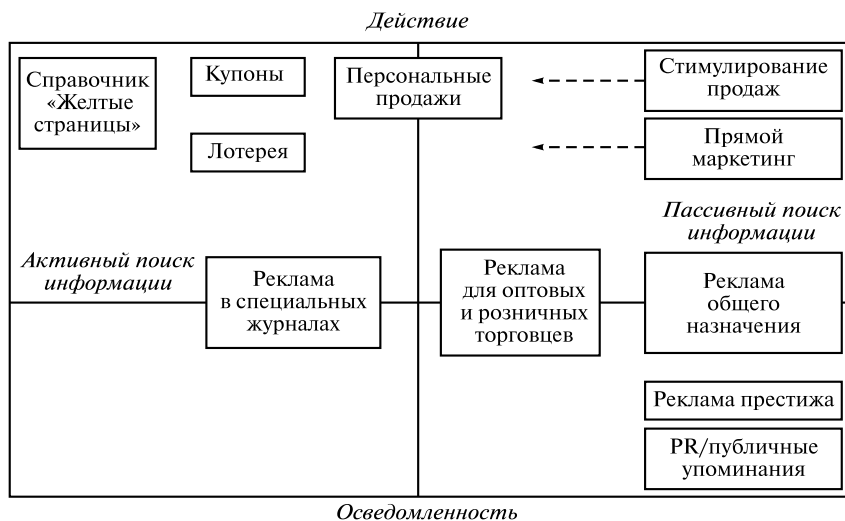 Действие
Справочник
«Желтые
страницы»
Купоны
Персональные
продажи
Стимулирование
продаж
Лотерея
Прямой
маркетинг
Пассивный поиск
информации
Активный поиск
информации
Реклама
в специальных
журналах
Реклама
для оптовых
и розничных
торговцев
Реклама
общего
назначения
Реклама престижа
PR/публичные
упоминания
Осведомленность